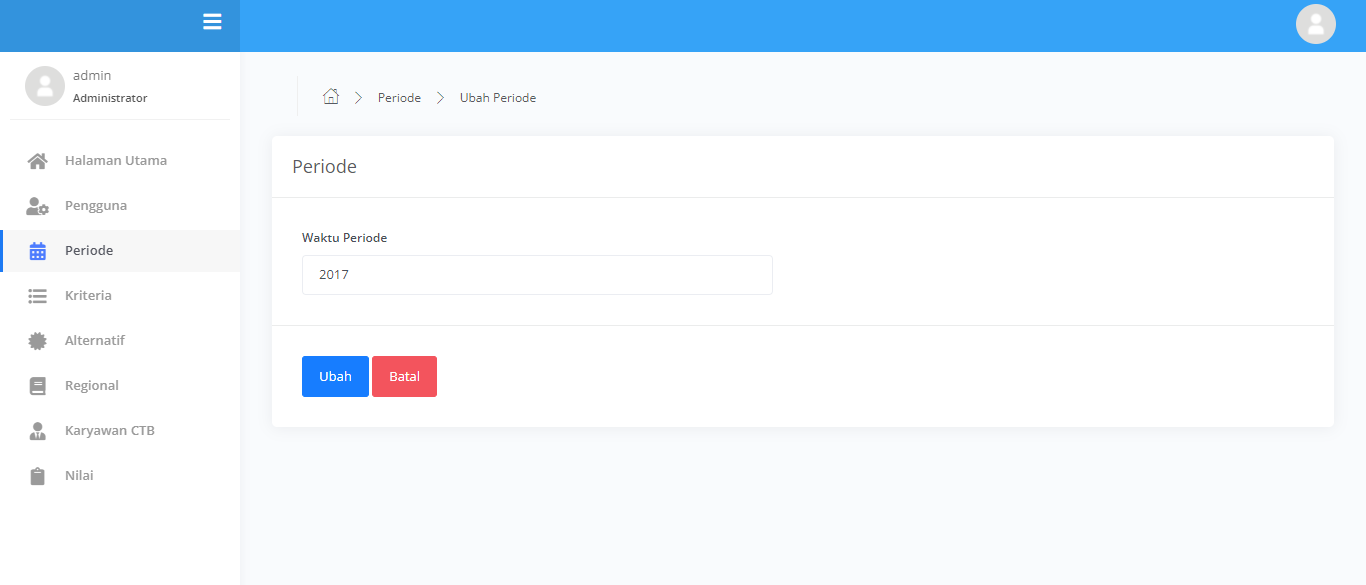 admin
Administrator
Halaman Utama
Pengguna
Periode
Kriteria
Alternatif
Regional
Karyawan CTB
Nilai
Periode Ubah Periode
Periode
Waktu Periode
2017
Ubah Batal